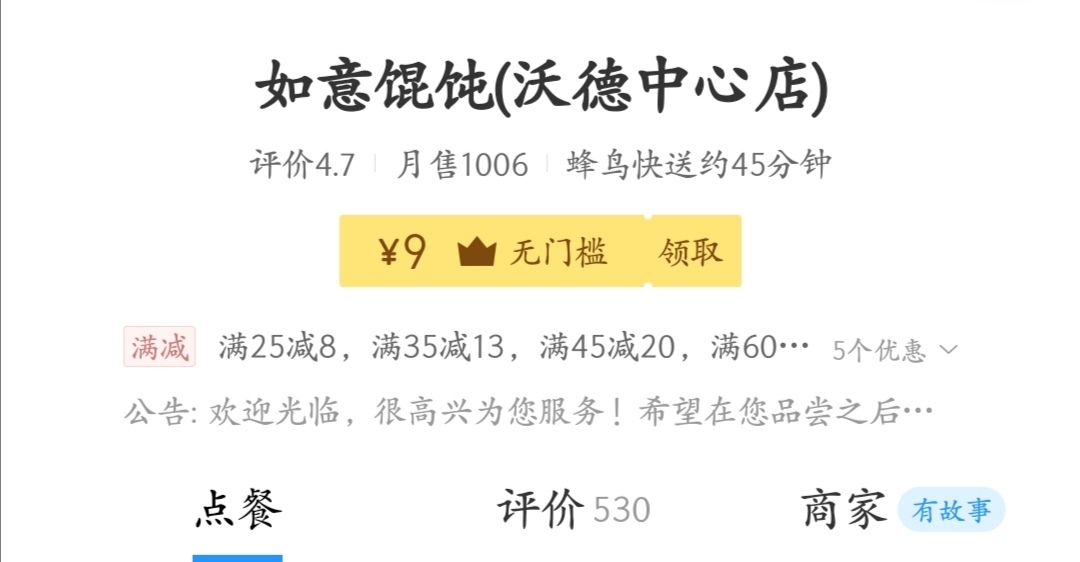 如意馄饨(沃德中心店)
评价4.7 月售1006 蜂鸟快送约45分钟
¥9 无门槛 领取
满减 满25减8，满35减13，满45减20，满60… 5个优惠
公告: 欢迎光临，很高兴为您服务！希望在您品尝之后…
点餐 评价 530 商家 有故事